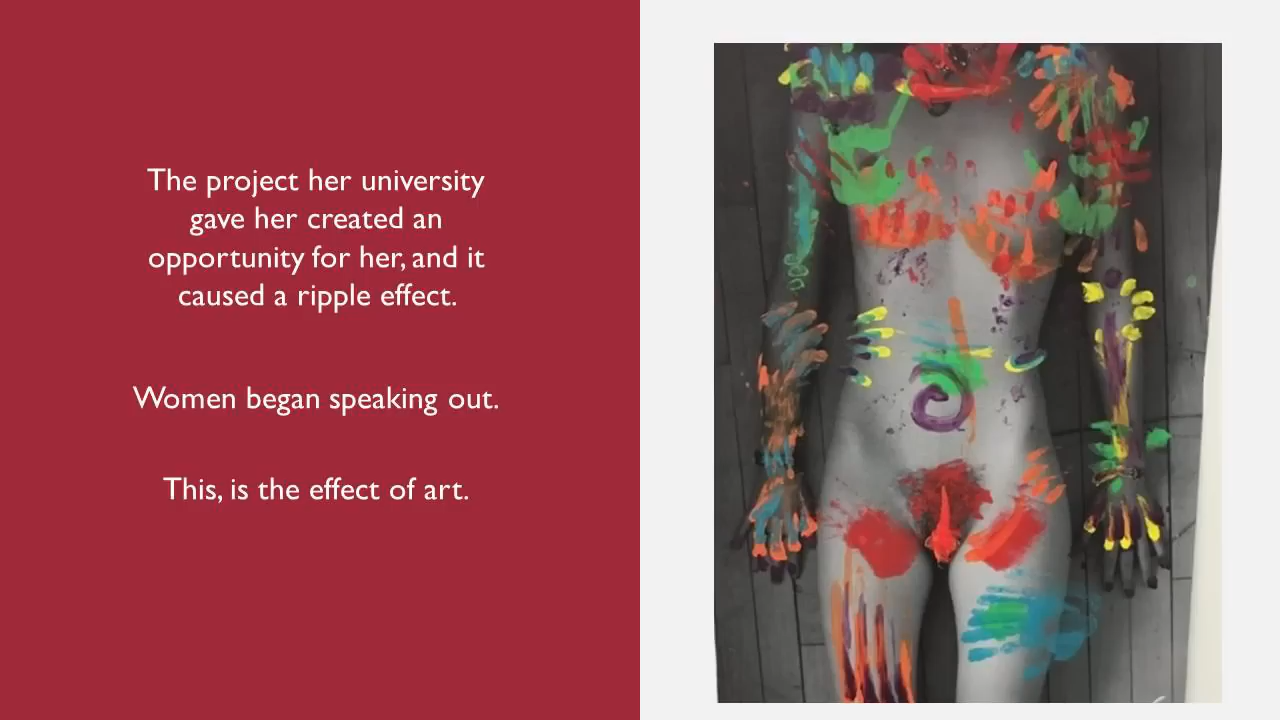 The project her university
gave her created an
opportunity for her, and it
caused a ripple effect.
Women began speaking out.
This, is the effect of art.